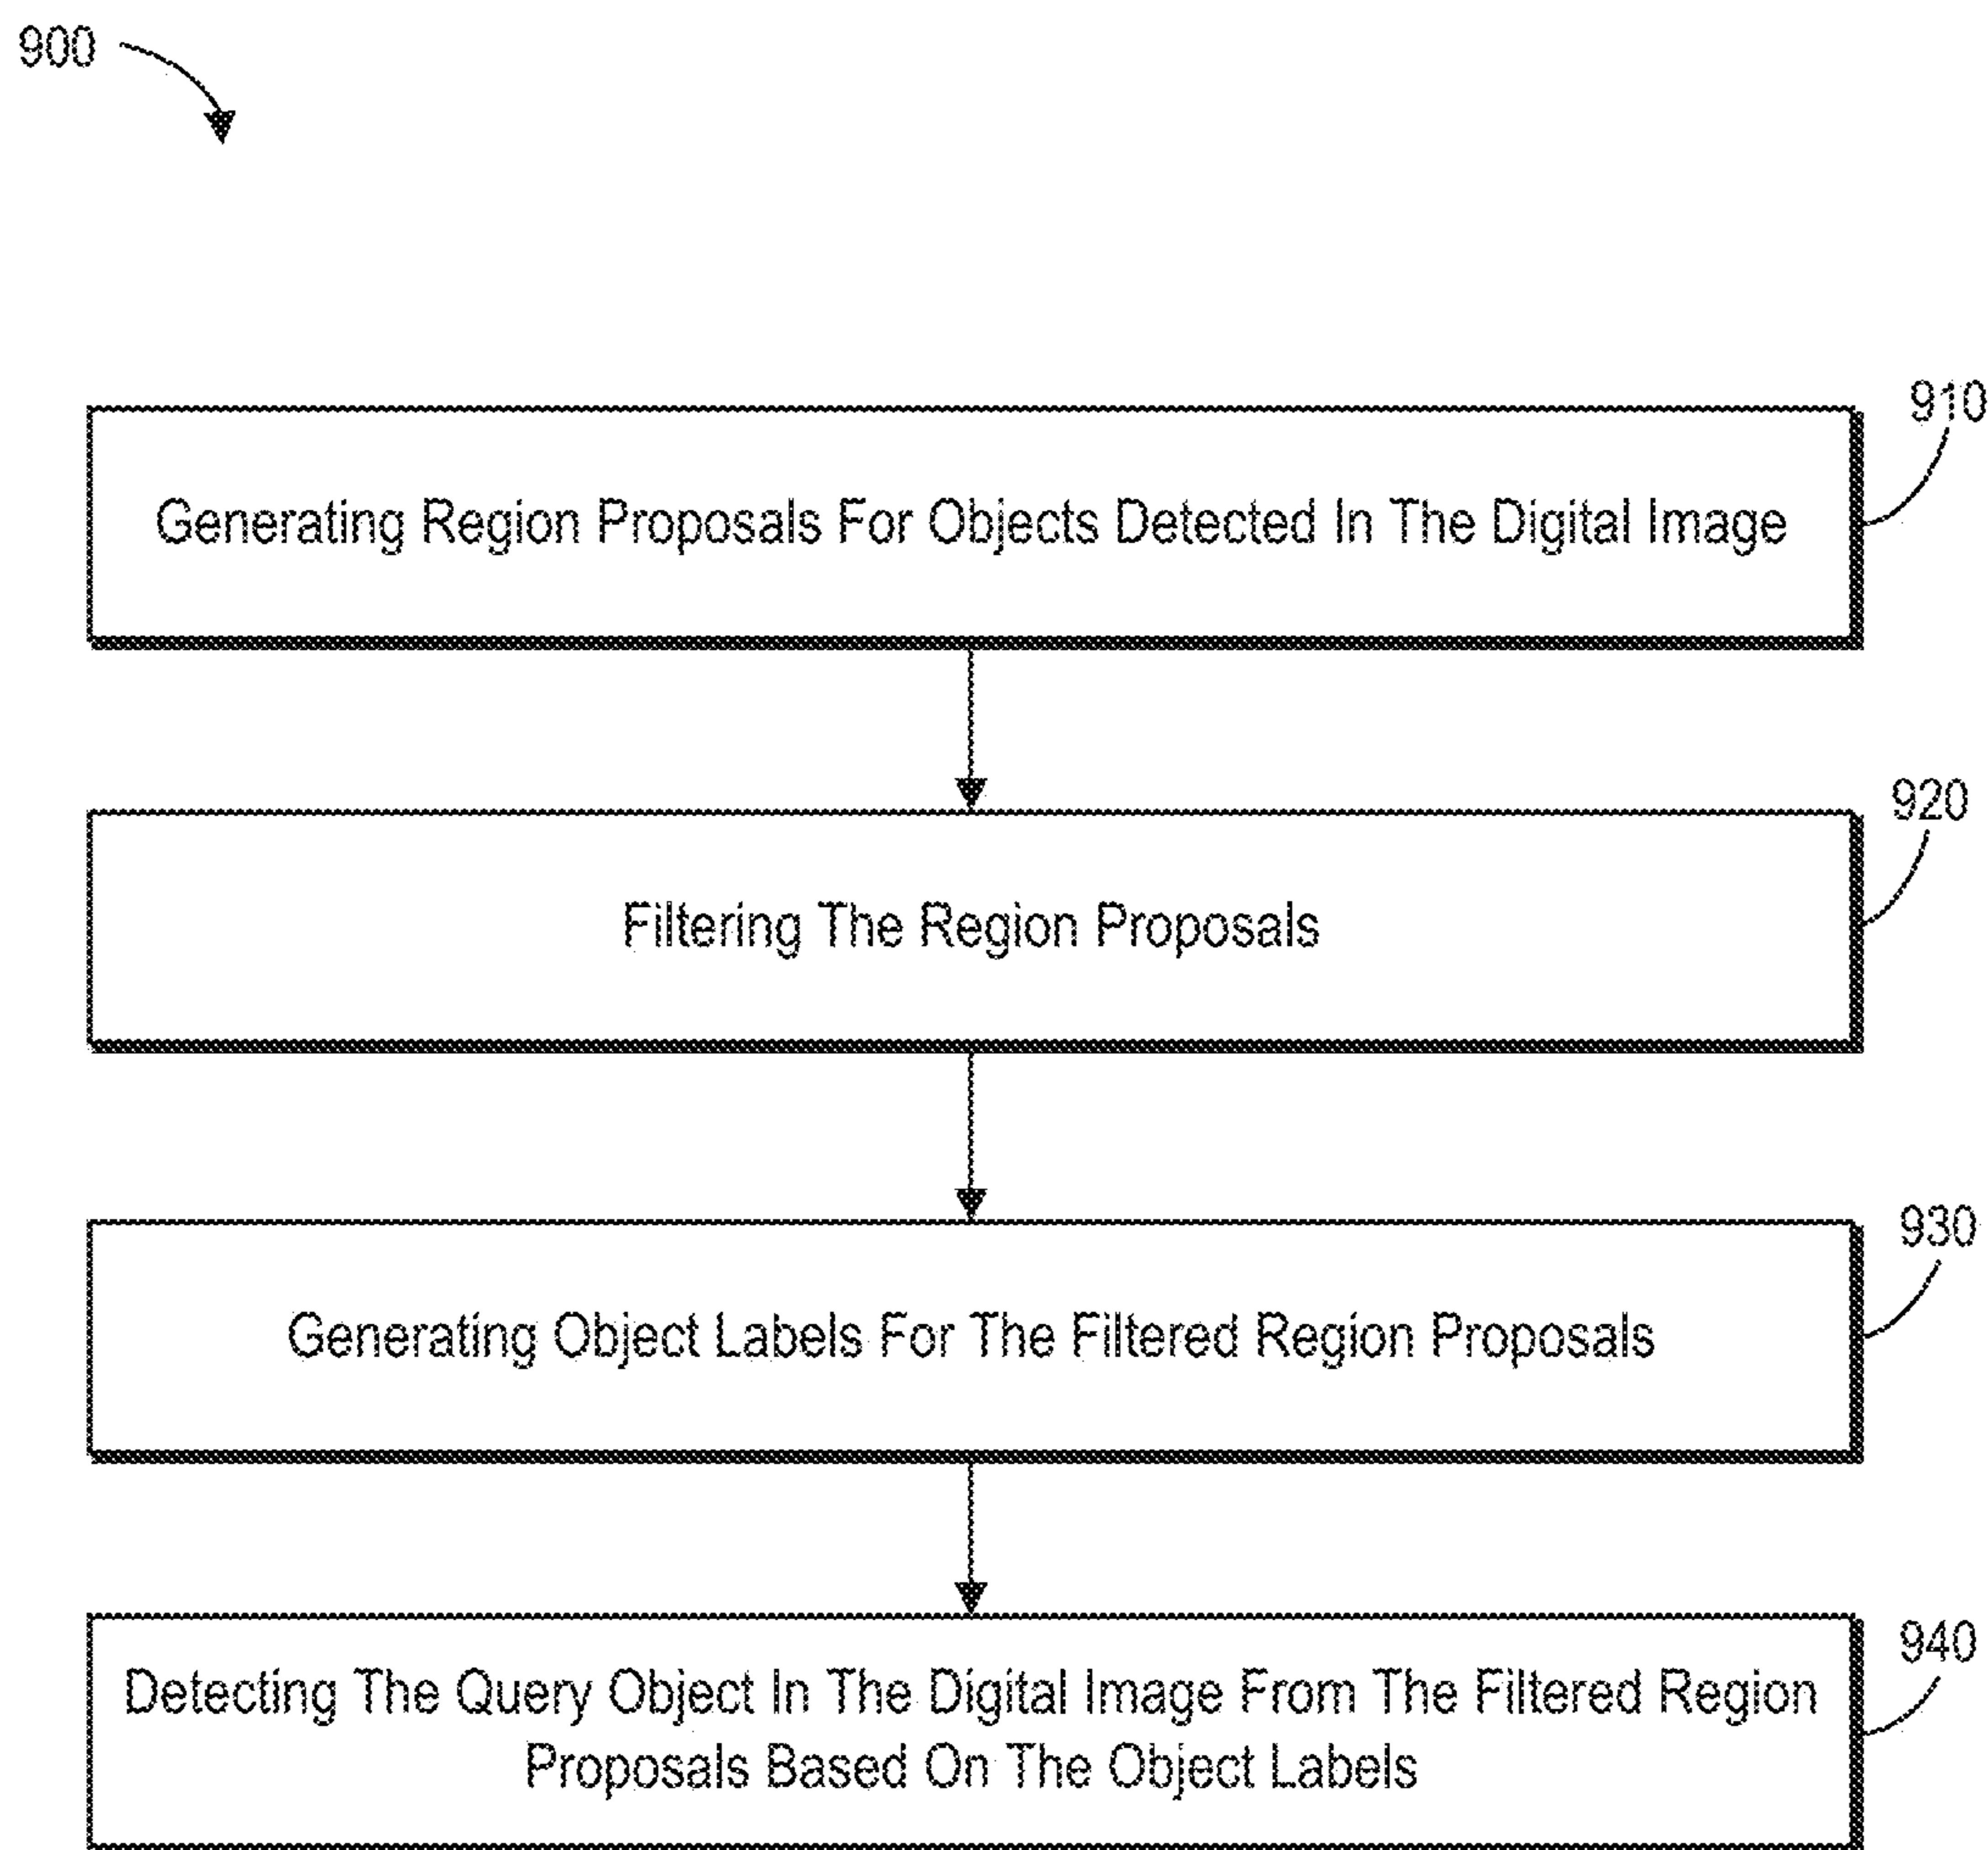 900
910
Generating Region Proposals For Objects Detected In The Digital Image
920
Filtering The Region Proposals
930
Generating Object Labels For The Filtered Region Proposals
940
Detecting The Query Object In The Digital Image From The Filtered Region
Proposals Based On The Object Labels